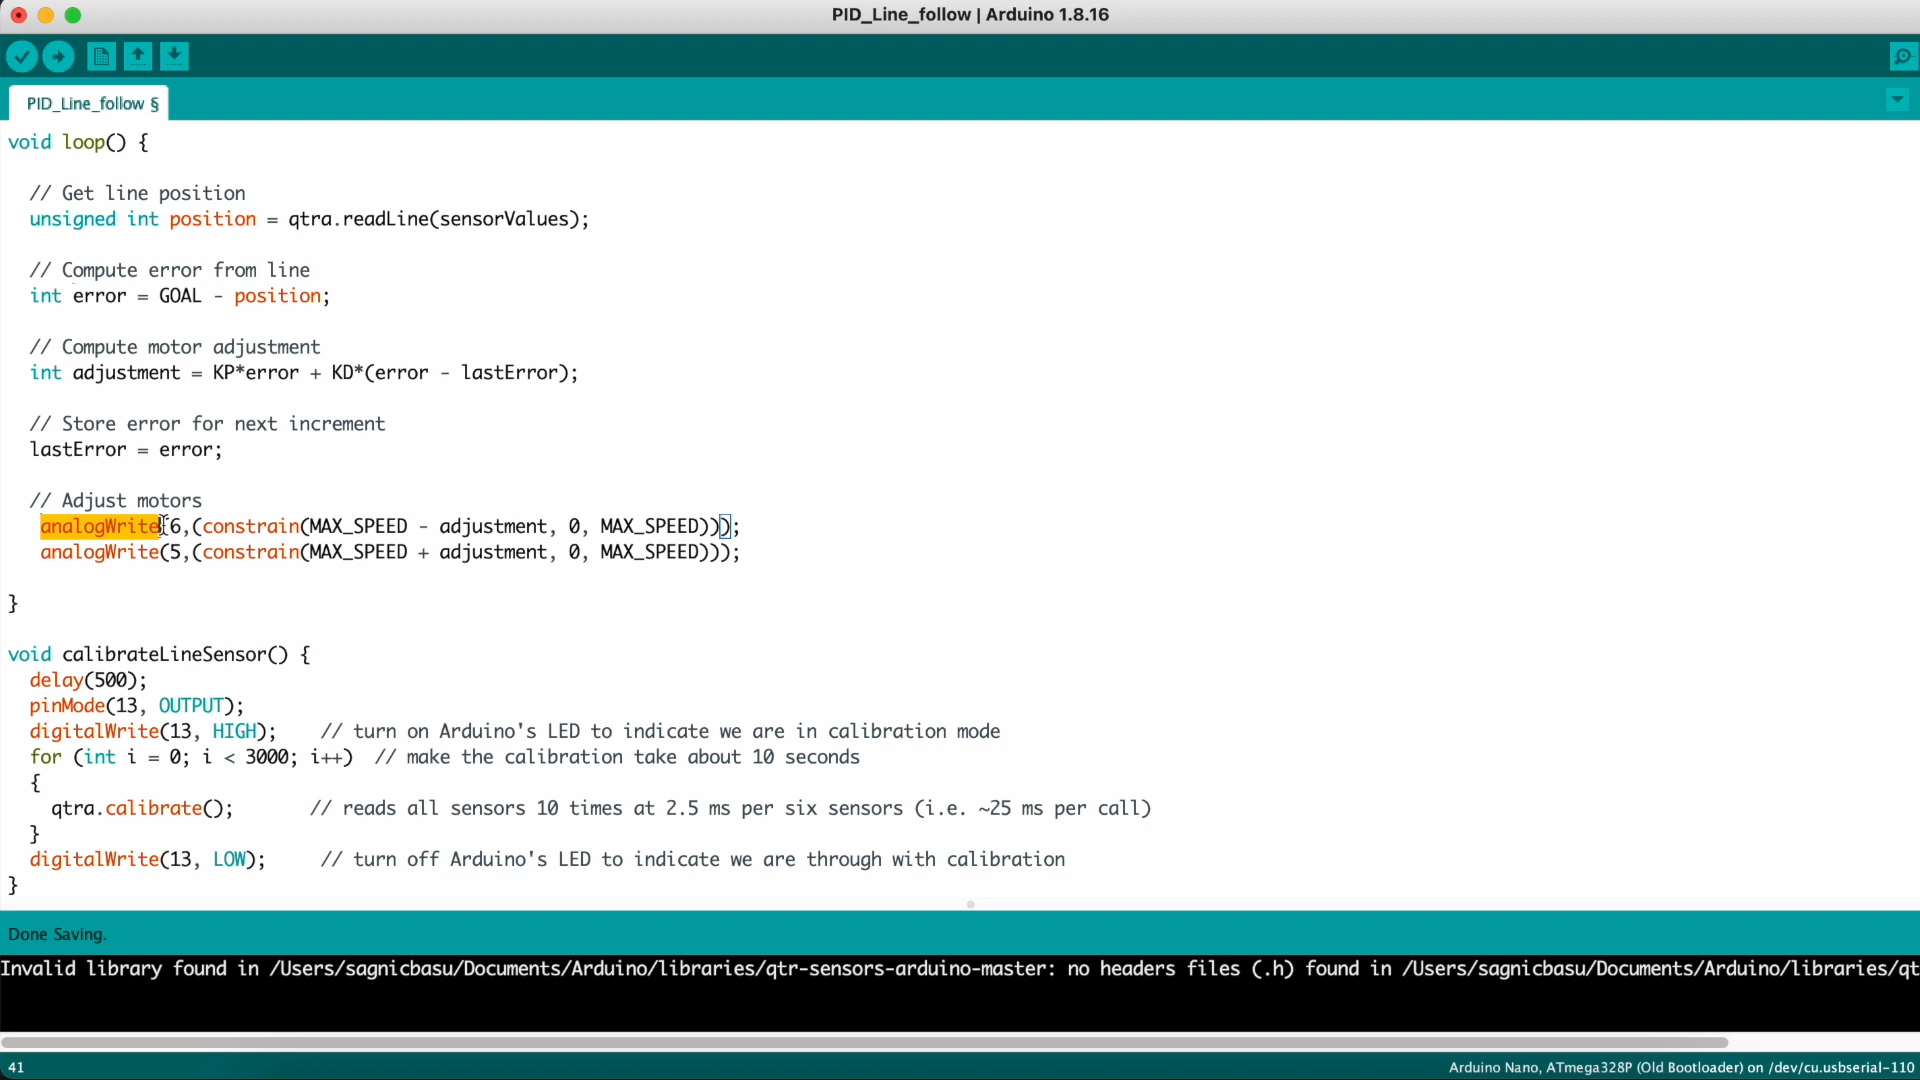 PID_Line_follow | Arduino 1.8.16
PID_Line_follow §
void loop() {
// Get line position
unsigned int position = qtra.readLine(sensorValues);
// Compute error from line
int error = GOAL - position;
// Compute motor adjustment
int adjustment = KP*error + KD*(error - lastError);
// Store error for next increment
lastError = error;
// Adjust motors
analogWrite(6,(constrain(MAX_SPEED - adjustment, 0, MAX_SPEED)));
analogWrite(5,(constrain(MAX_SPEED + adjustment, 0, MAX_SPEED)));
}
void calibrateLineSensor() {
delay(500);
pinMode(13, OUTPUT);
digitalWrite(13, HIGH);    // turn on Arduino's LED to indicate we are in calibration mode
for (int i = 0; i < 3000; i++)  // make the calibration take about 10 seconds
{
qtra.calibrate();       // reads all sensors 10 times at 2.5 ms per six sensors (i.e. ~25 ms per call)
}
digitalWrite(13, LOW);     // turn off Arduino's LED to indicate we are through with calibration
}
Done Saving.
Invalid library found in /Users/sagnicbasu/Documents/Arduino/libraries/qtr-sensors-arduino-master: no headers files (.h) found in /Users/sagnicbasu/Documents/Arduino/libraries/qt
41
Arduino Nano, ATmega328P (Old Bootloader) on /dev/cu.usbserial-110